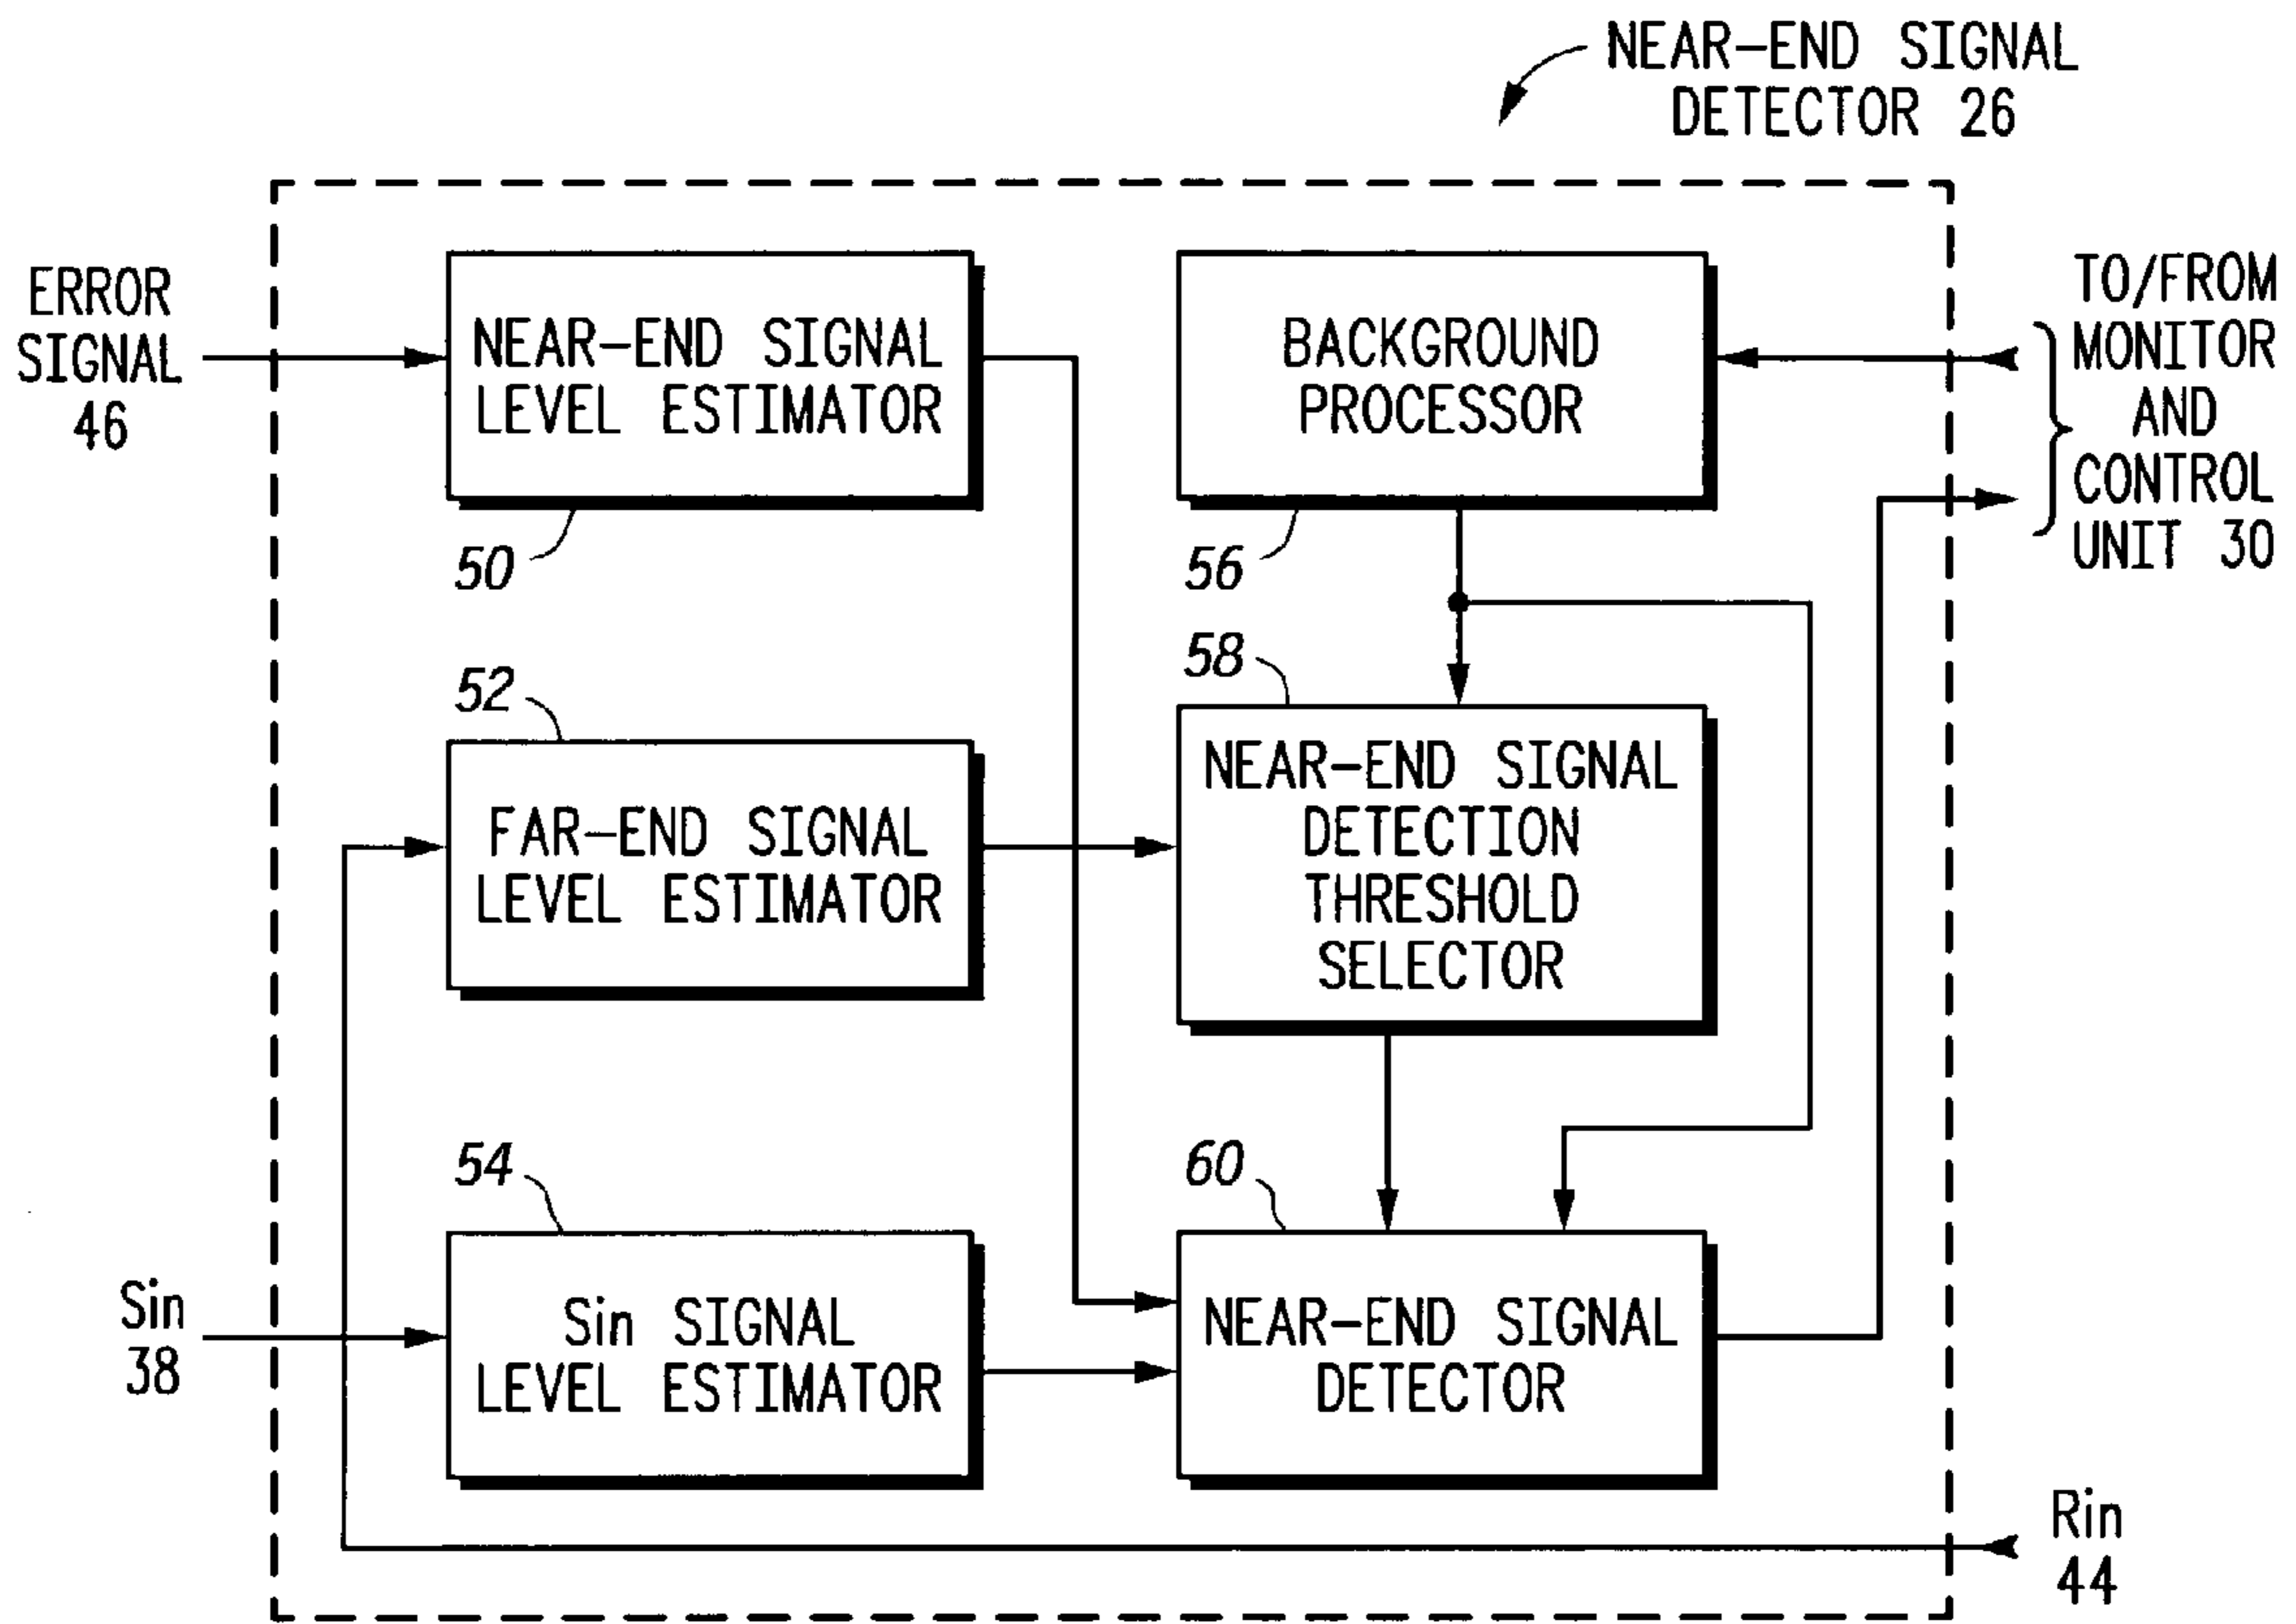 NEAR-END SIGNAL
DETECTOR 26
ERROR
SIGNAL
46
NEAR-END SIGNAL
LEVEL ESTIMATOR
50
BACKGROUND
PROCESSOR
56
TO/FROM
MONITOR
AND
CONTROL
UNIT 30
52
FAR-END SIGNAL
LEVEL ESTIMATOR
58
NEAR-END SIGNAL
DETECTION
THRESHOLD
SELECTOR
Sin
38
54
Sin SIGNAL
LEVEL ESTIMATOR
60
NEAR-END SIGNAL
DETECTOR
Rin
44